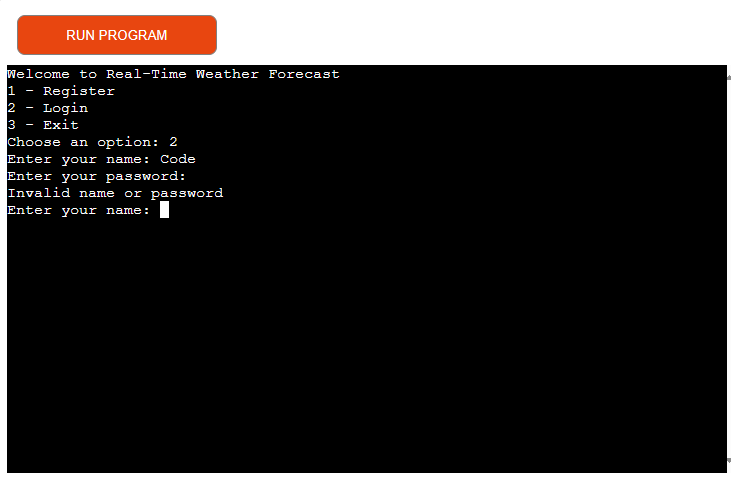 RUN PROGRAM
Welcome to Real-Time Weather Forecast
1 - Register
2 - Login
3 - Exit
Choose an option: 2
Enter your name: Code
Enter your password:
Invalid name or password
Enter your name: